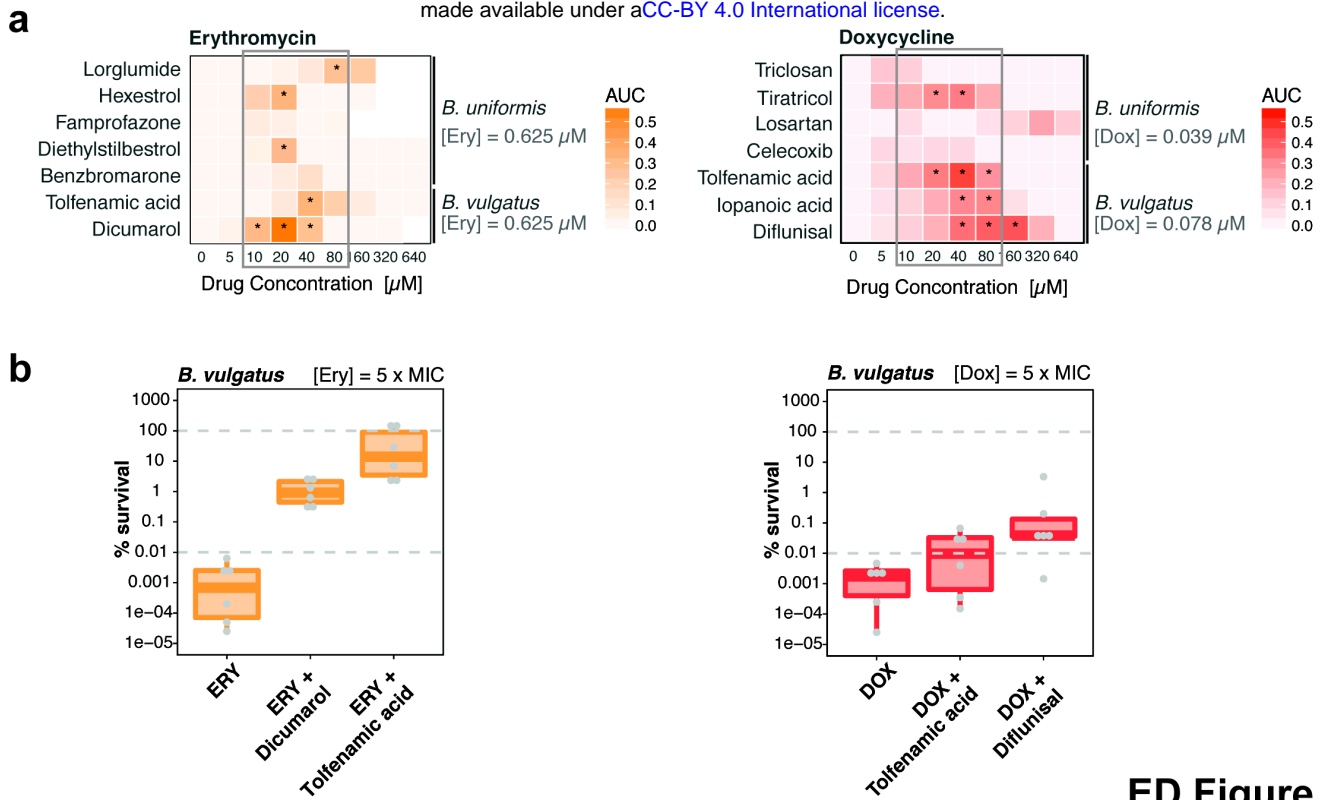 made available under aCC-BY 4.0 International license.
a
Erythromycin
Lorglumide
Hexestrol
Famprofazone
Diethylstilbestrol
Benzbromarone
Tolfenamic acid
Dicumarol
* 
*
*
*
* * *
B. uniformis
[Ery] = 0.625 µM
B. vulgatus
[Ery] = 0.625 µM
AUC
0.5
0.4
0.3
0.2
0.1
0.0
0 5 10 20 40 80 160 320 640
Drug Concentration [µM]
Doxycycline
Triclosan
Tiratricol
Losartan
Celecoxib
Tolfenamic acid
Iopanoic acid
Diflunisal
* *
* * *
* *
* * *
B. uniformis
[Dox] = 0.039 µM
B. vulgatus
[Dox] = 0.078 µM
AUC
0.5
0.4
0.3
0.2
0.1
0.0
0 5 10 20 40 80 160 320 640
Drug Concentration [µM]
b
B. vulgatus [Ery] = 5 x MIC
% survival
1000
100
10
1
0.1
0.01
0.001
1e−04
1e−05
ERY
ERY +
Dicumarol
ERY +
Tolfenamic acid
B. vulgatus [Dox] = 5 x MIC
% survival
1000
100
10
1
0.1
0.01
0.001
1e−04
1e−05
DOX
DOX +
Tolfenamic acid
DOX +
Diflunisal
ED Figure